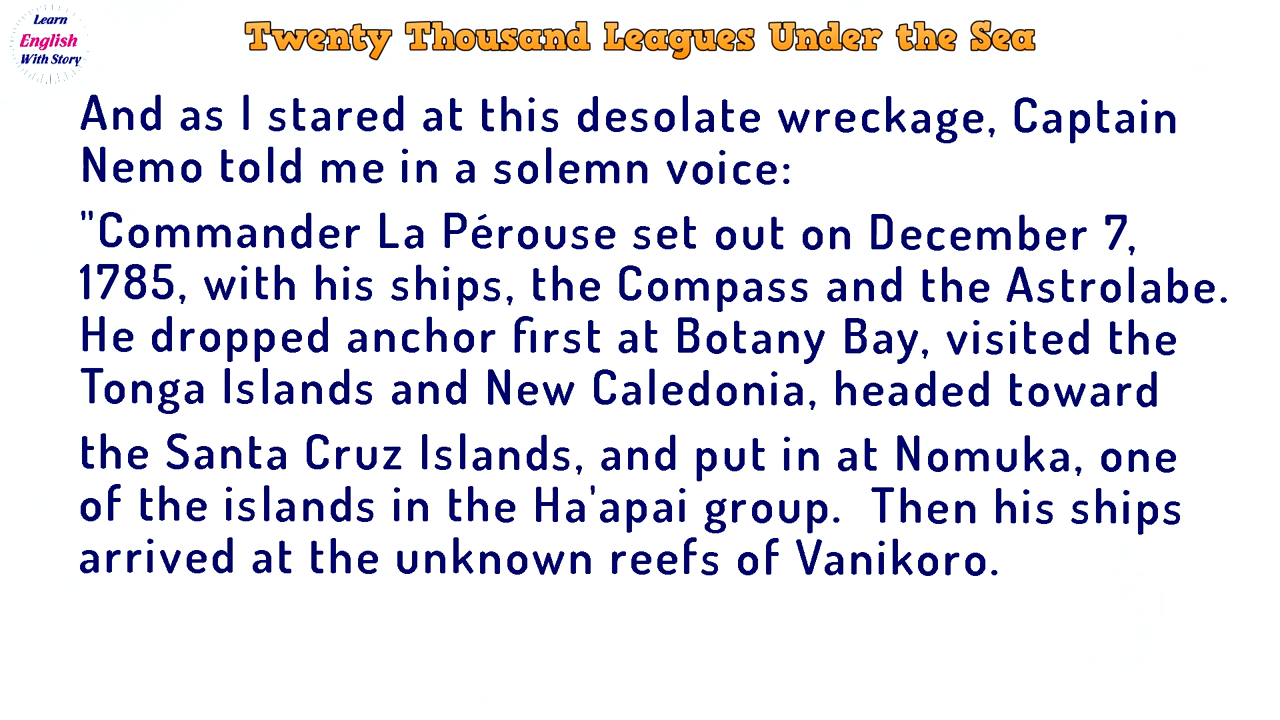 Learn
English
With Story
Twenty Thousand Leagues Under the Sea
And as I stared at this desolate wreckage, Captain
Nemo told me in a solemn voice:
"Commander La Pérouse set out on December 7,
1785, with his ships, the Compass and the Astrolabe.
He dropped anchor first at Botany Bay, visited the
Tonga Islands and New Caledonia, headed toward
the Santa Cruz Islands, and put in at Nomuka, one
of the islands in the Ha'apai group.  Then his ships
arrived at the unknown reefs of Vanikoro.